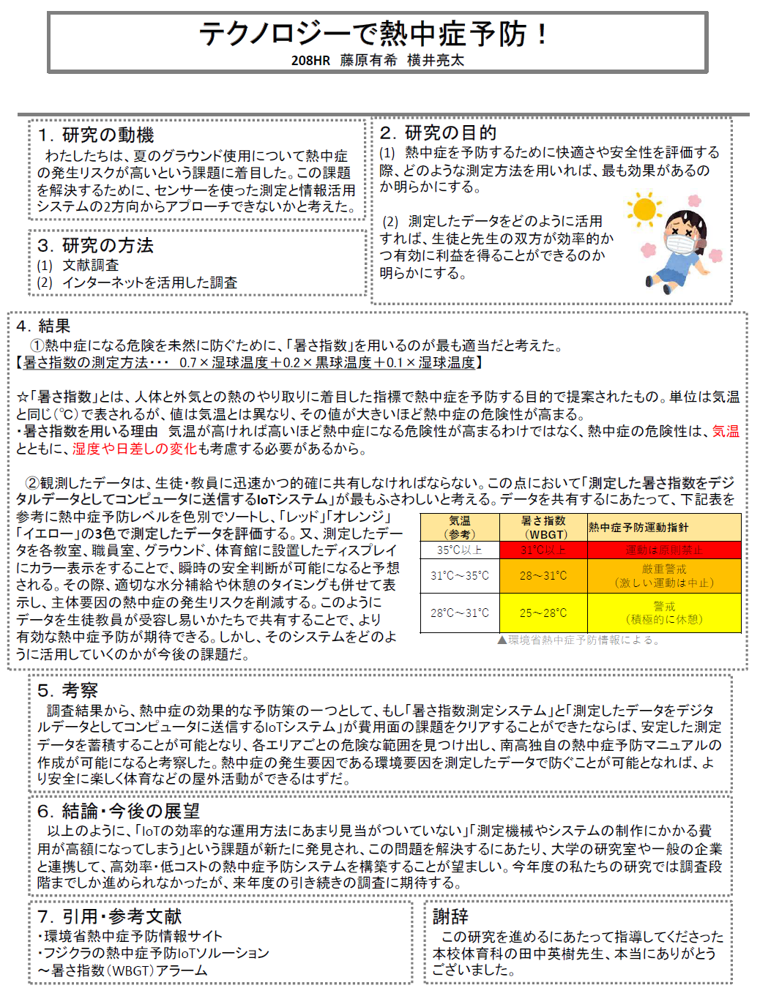 テクノロジーで熱中症予防！
208HR　藤原有希　横井亮太
１．研究の動機
わたしたちは、夏のグラウンド使用について熱中症
の発生リスクが高いという課題に着目した。この課題
を解決するために、センサーを使った測定と情報活用
システムの2方向からアプローチできないかと考えた。
２．研究の目的
(1)　熱中症を予防するために快適さや安全性を評価する
際、どのような測定方法を用いれば、最も効果があるの
か明らかにする。
(2)　測定したデータをどのように活用
すれば、生徒と先生の双方が効率的か
つ有効に利益を得ることができるのか
明らかにする。
３．研究の方法
(1)　文献調査
(2)　インターネットを活用した調査
４．結果
①熱中症になる危険を未然に防ぐために、「暑さ指数」を用いるのが最も適当だと考えた。
【暑さ指数の測定方法・・・　0.7×湿球温度＋0.2×黒球温度＋0.1×湿球温度】
☆「暑さ指数」とは、人体と外気との熱のやり取りに着目した指標で熱中症を予防する目的で提案されたもの。単位は気温
と同じ（℃）で表されるが、値は気温とは異なり、その値が大きいほど熱中症の危険性が高まる。
・暑さ指数を用いる理由　気温が高ければ高いほど熱中症になる危険性が高まるわけではなく、熱中症の危険性は、気温
とともに、湿度や日差しの変化も考慮する必要があるから。
②観測したデータは、生徒・教員に迅速かつ的確に共有しなければならない。この点において「測定した暑さ指数をデジ
タルデータとしてコンピュータに送信するIoTシステム」が最もふさわしいと考える。データを共有するにあたって、下記表を
参考に熱中症予防レベルを色別でソートし、「レッド」「オレンジ」
「イエロー」の3色で測定したデータを評価する。又、測定したデー
タを各教室、職員室、グラウンド、体育館に設置したディスプレイ
にカラー表示をすることで、瞬時の安全判断が可能になると予想
される。その際、適切な水分補給や休憩のタイミングも併せて表
示し、主体要因の熱中症の発生リスクを削減する。このように
データを生徒教員が受容し易いかたちで共有することで、より
有効な熱中症予防が期待できる。しかし、そのシステムをどのよ
うに活用していくのかが今後の課題だ。
気温（参考）　暑さ指数（WBGT）　熱中症予防運動指針
35℃以上　31℃以上　運動は原則禁止
31℃～35℃　28～31℃　厳重警戒（激しい運動は中止）
28℃～31℃　25～28℃　警戒（積極的に休憩）
▲環境省熱中症予防情報による。
５．考察
調査結果から、熱中症の効果的な予防策の一つとして、もし「暑さ指数測定システム」と「測定したデータをデジタ
ルデータとしてコンピュータに送信するIoTシステム」が費用面の課題をクリアすることができたならば、安定した測定
データを蓄積することが可能となり、各エリアごとの危険な範囲を見つけ出し、南高独自の熱中症予防マニュアルの
作成が可能になると考察した。熱中症の発生要因である環境要因を測定したデータで防ぐことが可能となれば、よ
り安全に楽しく体育などの屋外活動ができるはずだ。
６．結論・今後の展望
以上のように、「IoTの効率的な運用方法にあまり見当がついていない」「測定機械やシステムの制作にかかる費
用が高額になってしまう」という課題が新たに発見され、この問題を解決するにあたり、大学の研究室や一般の企業
と連携して、高効率・低コストの熱中症予防システムを構築することが望ましい。今年度の私たちの研究では調査段
階までしか進められなかったが、来年度の引き続きの調査に期待する。
７．引用・参考文献
・環境省熱中症予防情報サイト
・フジクラの熱中症予防IoTソルーション
～暑さ指数（WBGT）アラーム
謝辞
この研究を進めるにあたって指導してくださった
本校体育科の田中英樹先生、本当にありがとう
ございました。